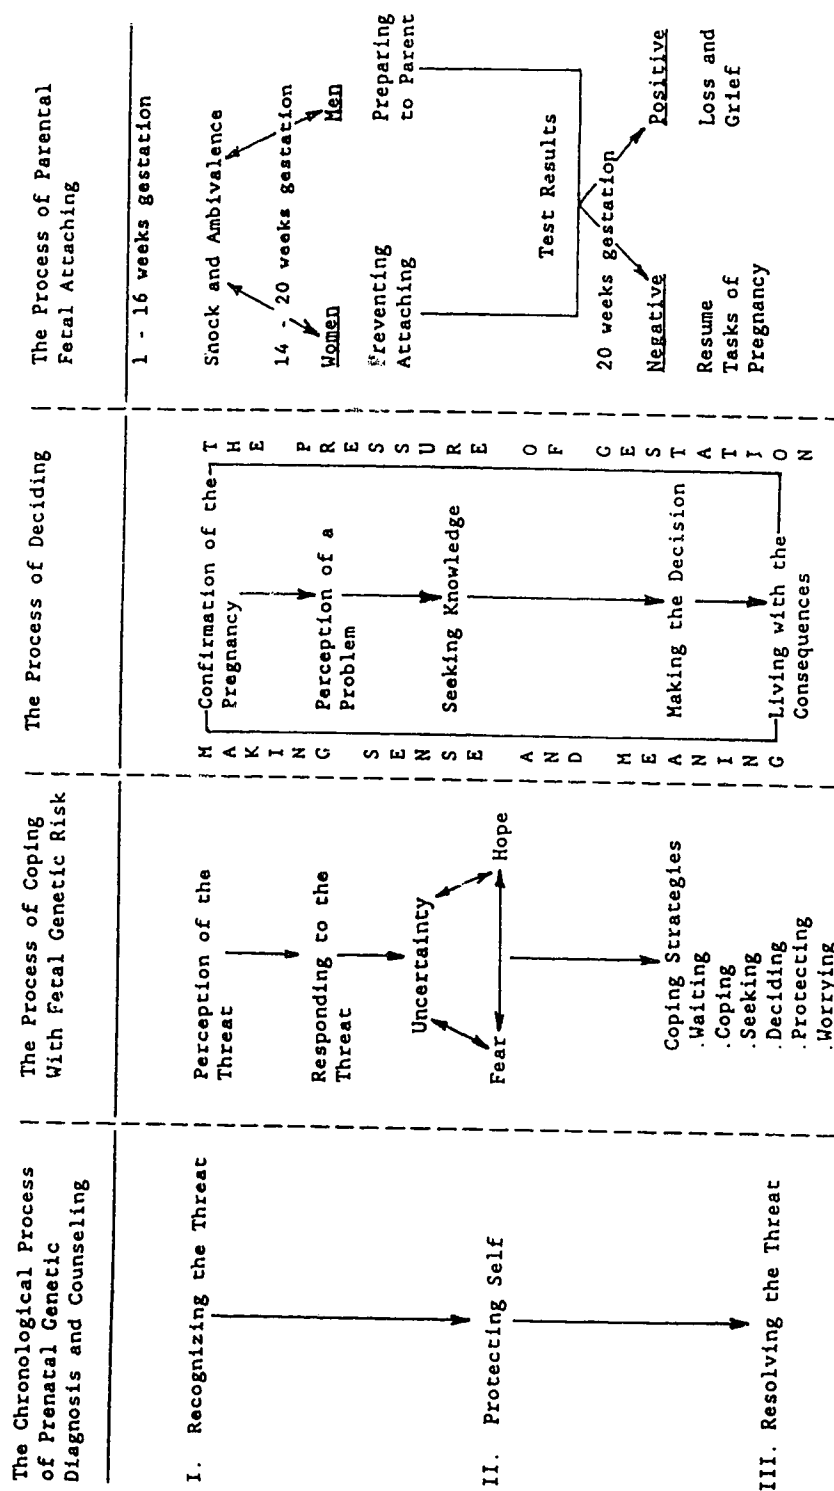 The Chronological Process
of Prenatal Genetic
Diagnosis and Counseling
I. Recognizing the Threat
II. Protecting Self
III. Resolving the Threat
The Process of Coping
With Fetal Genetic Risk
Perception of the
Threat
Responding to the
Threat
Uncertainty
Fear
Hope
Coping Strategies
.Waiting
.Coping
.Seeking
.Deciding
.Protecting
.Worrying
The Process of Deciding
MAKING SENSE AND MEANING
Confirmation of the
Pregnancy
Perception of a
Problem
Seeking Knowledge
Making the Decision
Living with the
Consequences
THE PRESSURE OF GESTATION
The Process of Parental
Fetal Attaching
1 - 16 weeks gestation
Shock and Ambivalence
14 - 20 weeks gestation
Women
Men
Preventing
Attaching
Preparing
to Parent
Test Results
20 weeks gestation
Negative
Positive
Resume
Tasks of
Pregnancy
Loss and
Grief